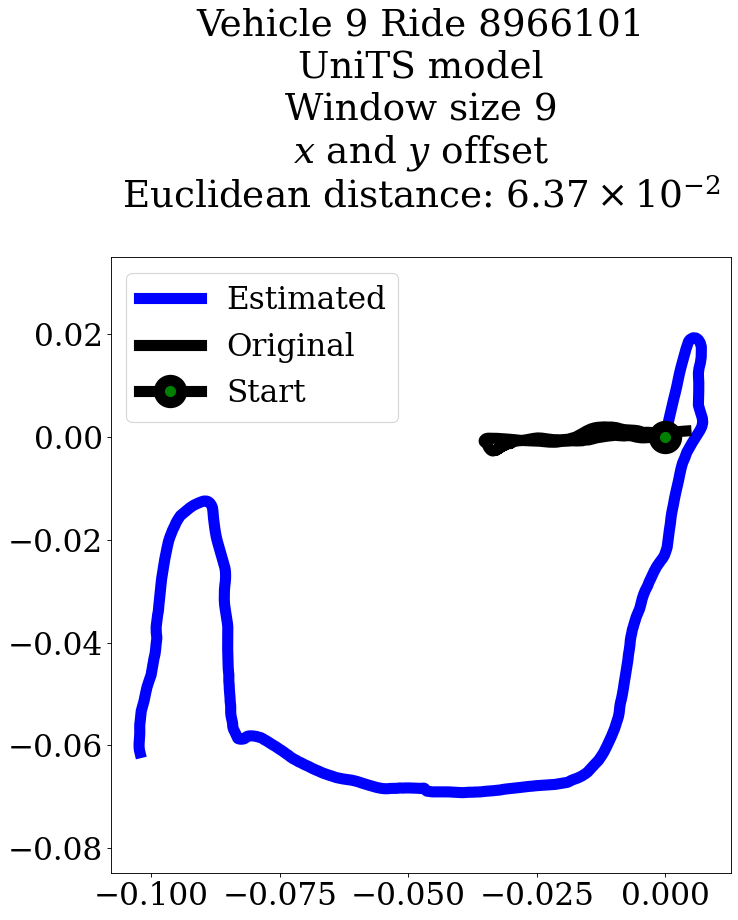 Vehicle 9 Ride 8966101
UniTS model
Window size 9
x and y offset
Euclidean distance: 6.37 × 10⁻²
Estimated
Original
Start
0.02
0.00
−0.02
−0.04
−0.06
−0.08
−0.100 −0.075 −0.050 −0.025 0.000